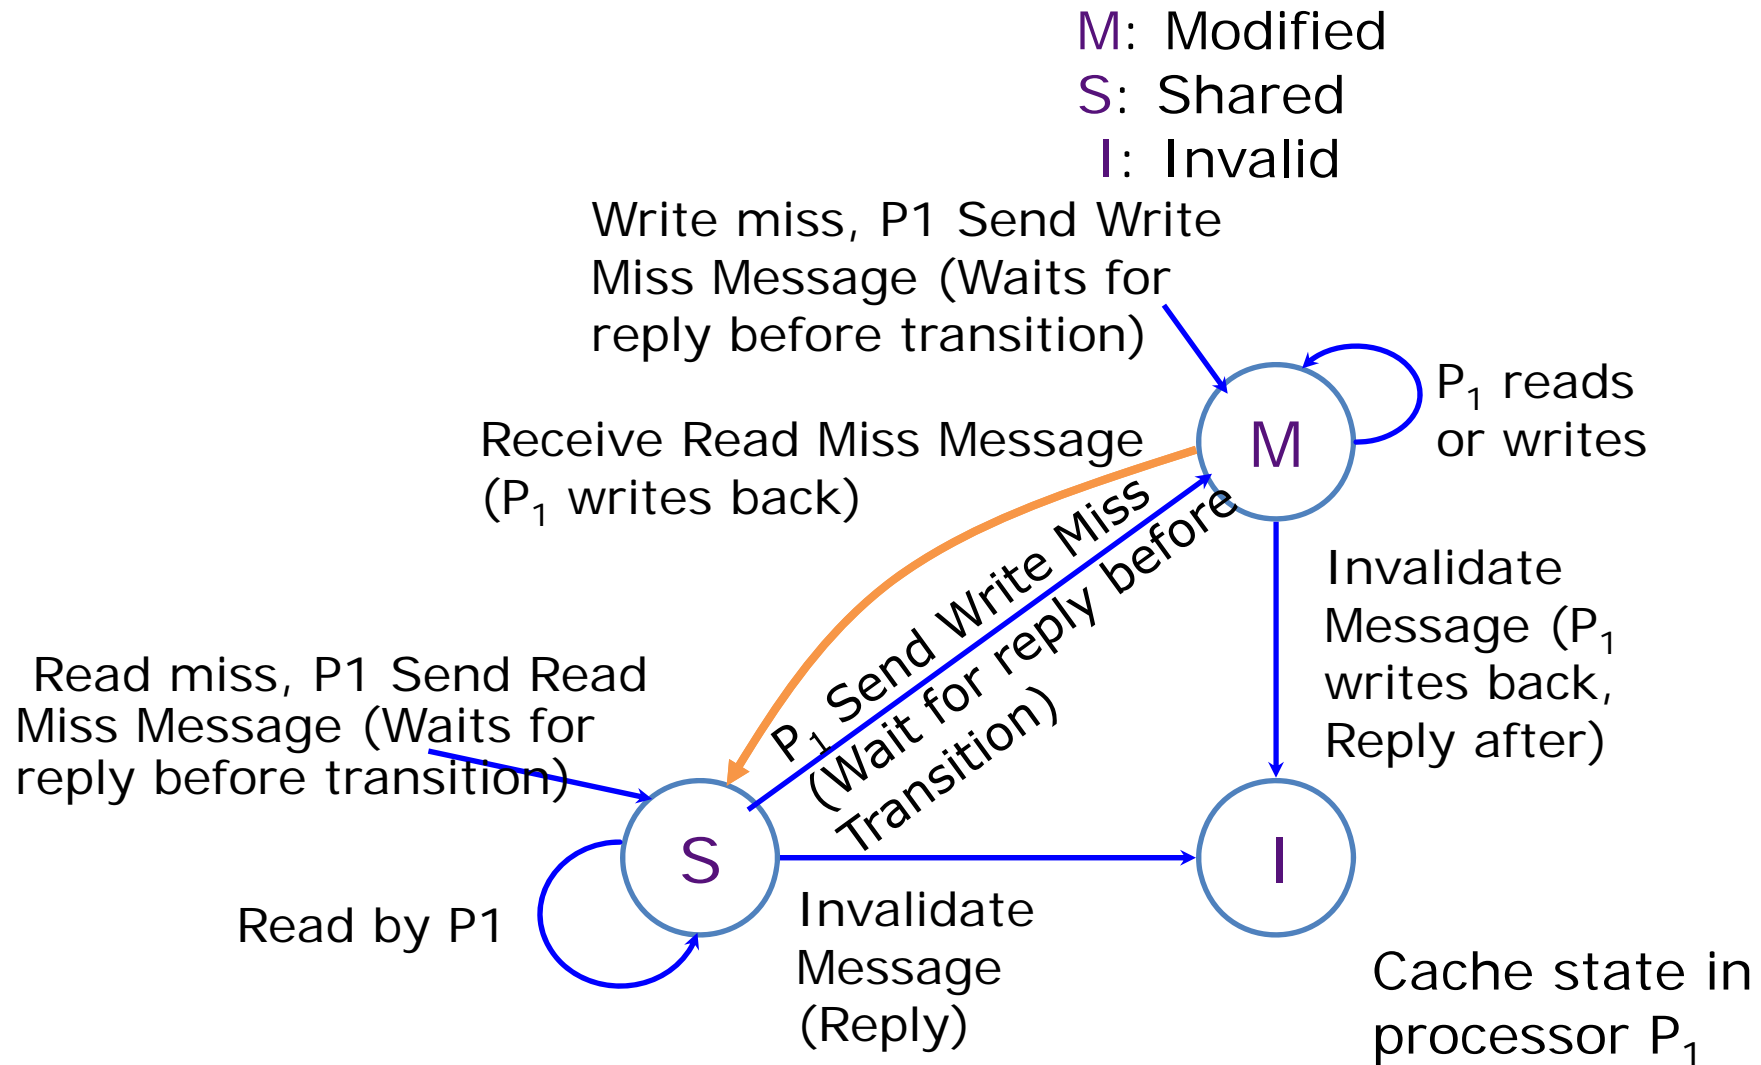 M: Modified
S: Shared
I: Invalid
Write miss, P1 Send Write
Miss Message (Waits for
reply before transition)
P₁ reads
or writes
M
Receive Read Miss Message
(P₁ writes back)
P₁ Send Write Miss
(Wait for reply before
Transition)
Invalidate
Message (P₁
writes back,
Reply after)
Read miss, P1 Send Read
Miss Message (Waits for
reply before transition)
S
I
Read by P1
Invalidate
Message
(Reply)
Cache state in
processor P₁